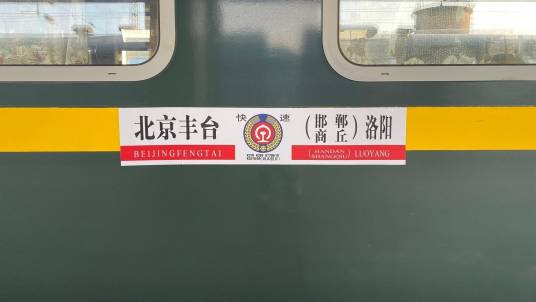 北京丰台
BEIJINGFENGTAI
快 速
(邯郸 商丘)洛阳
(HANDAN SHANGQIU) LUOYANG